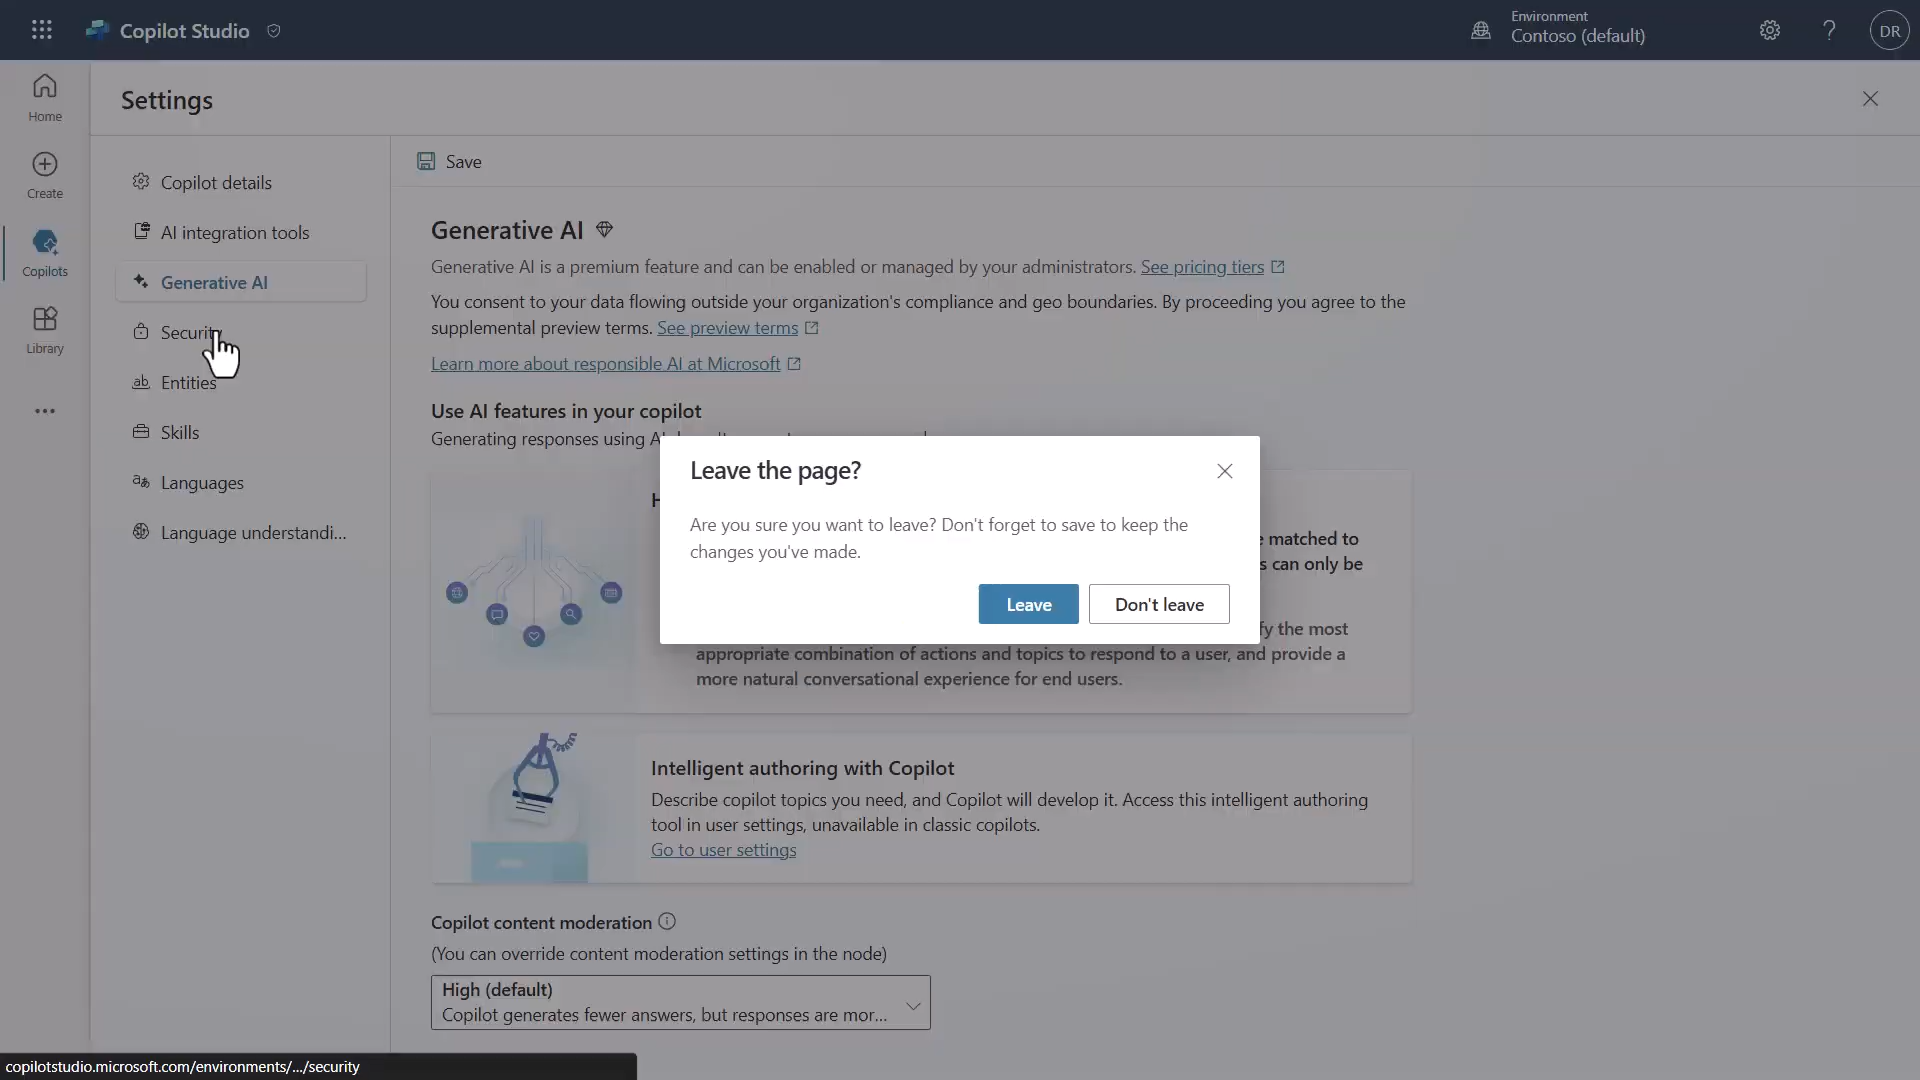 Copilot Studio
Environment
Contoso (default)
DR
Home
Create
Copilots
Library
Settings
Copilot details
AI integration tools
Generative AI
Security
Entities
Skills
Languages
Language understandi...
Save
Generative AI
Generative AI is a premium feature and can be enabled or managed by your administrators. See pricing tiers
You consent to your data flowing outside your organization's compliance and geo boundaries. By proceeding you agree to the
supplemental preview terms. See preview terms
Learn more about responsible AI at Microsoft
Use AI features in your copilot
Generating responses using
Leave the page?
Are you sure you want to leave? Don't forget to save to keep the
changes you've made.
Leave
Don't leave
matched to
s can only be
fy the most
appropriate combination of actions and topics to respond to a user, and provide a
more natural conversational experience for end users.
Intelligent authoring with Copilot
Describe copilot topics you need, and Copilot will develop it. Access this intelligent authoring
tool in user settings, unavailable in classic copilots.
Go to user settings
Copilot content moderation
(You can override content moderation settings in the node)
High (default)
Copilot generates fewer answers, but responses are mor...
copilotstudio.microsoft.com/environments/.../security